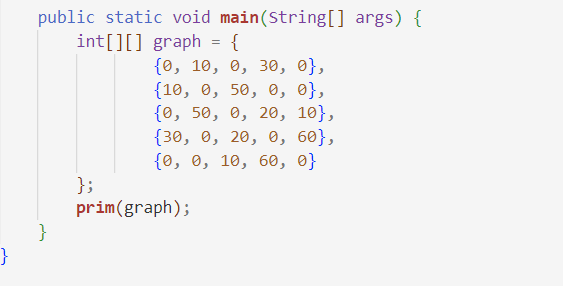 public static void main(String[] args) {
int[][] graph = {
{0, 10, 0, 30, 0},
{10, 0, 50, 0, 0},
{0, 50, 0, 20, 10},
{30, 0, 20, 0, 60},
{0, 0, 10, 60, 0}
};
prim(graph);
}
}